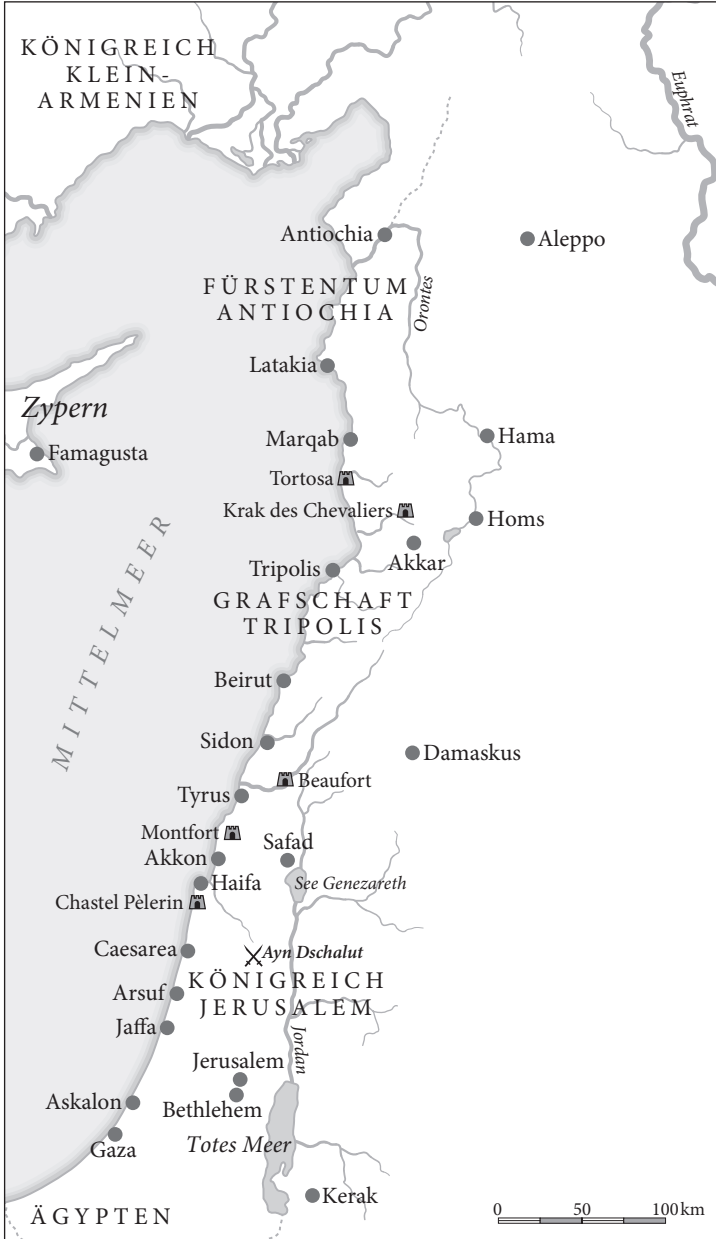 KÖNIGREICH
KLEIN-
ARMENIEN
Euphrat
Antiochia
Aleppo
FÜRSTENTUM
ANTIOCHIA
Orontes
Latakia
Zypern
Famagusta
Marqab
Hama
Tortosa
Krak des Chevaliers
Homs
Akkar
Tripolis
GRAFSCHAFT
TRIPOLIS
MITTELMEER
Beirut
Sidon
Damaskus
Beaufort
Tyrus
Montfort
Safad
Akkon
Haifa
See Genezareth
Chastel Pèlerin
Caesarea
Ayn Dschalut
KÖNIGREICH
JERUSALEM
Arsuf
Jaffa
Jordan
Jerusalem
Bethlehem
Askalon
Gaza
Totes Meer
Kerak
ÄGYPTEN
0 50 100 km